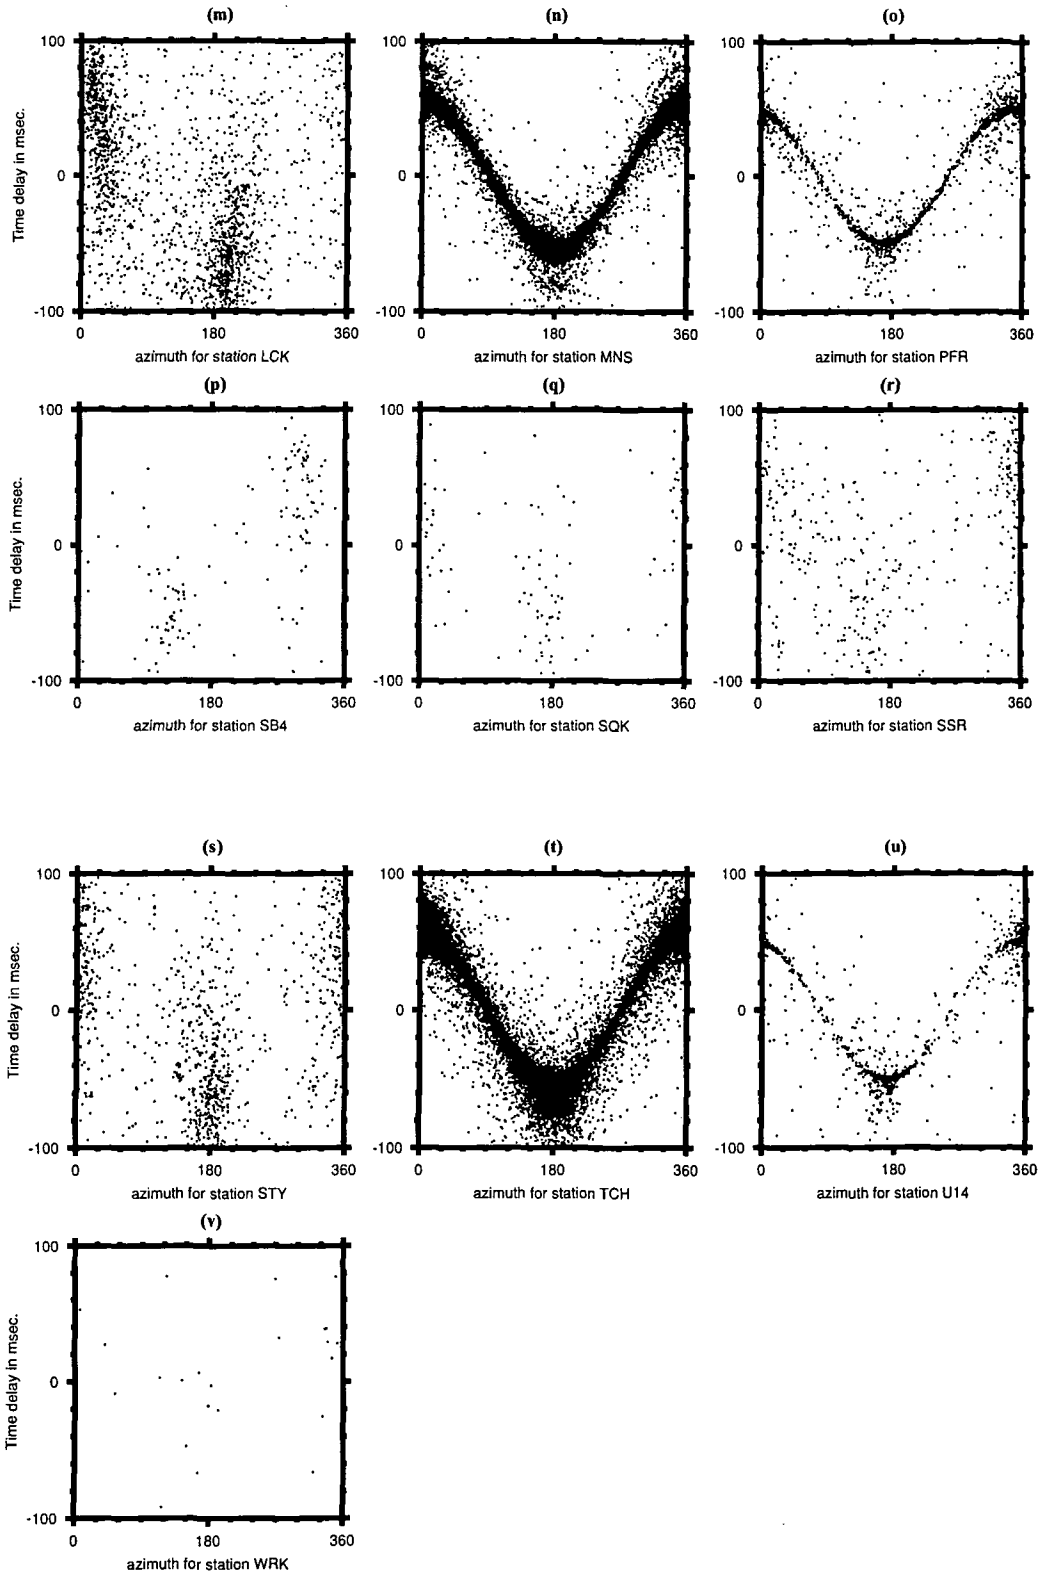 (m) (n) (o)
100 100 100
Time delay in msec.
0 0 0
-100 -100 -100
0 180 360 0 180 360 0 180 360
azimuth for station LCK azimuth for station MNS azimuth for station PFR
(p) (q) (r)
100 100 100
Time delay in msec.
0 0 0
-100 -100 -100
0 180 360 0 180 360 0 180 360
azimuth for station SB4 azimuth for station SQK azimuth for station SSR
(s) (t) (u)
100 100 100
Time delay in msec.
0 0 0
-100 -100 -100
0 180 360 0 180 360 0 180 360
azimuth for station STY azimuth for station TCH azimuth for station U14
(v)
100
Time delay in msec.
0
-100
0 180 360
azimuth for station WRK